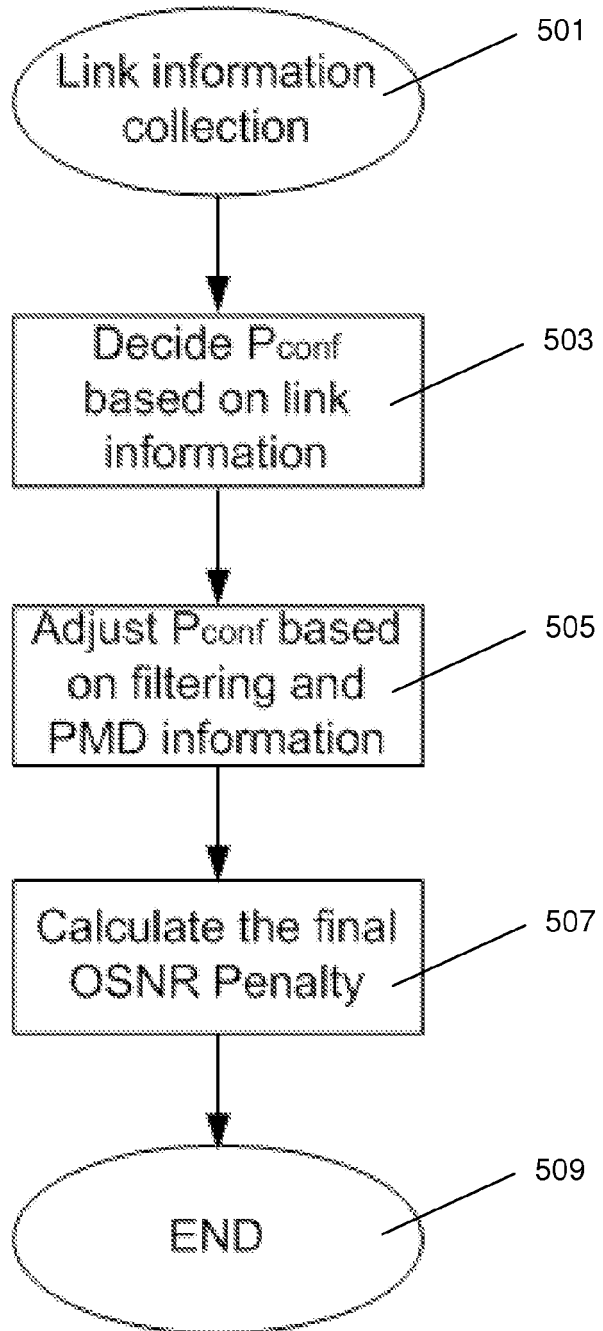 Link information
collection
501
Decide Pconf
based on link
information
503
Adjust Pconf based
on filtering and
PMD information
505
Calculate the final
OSNR Penalty
507
END
509